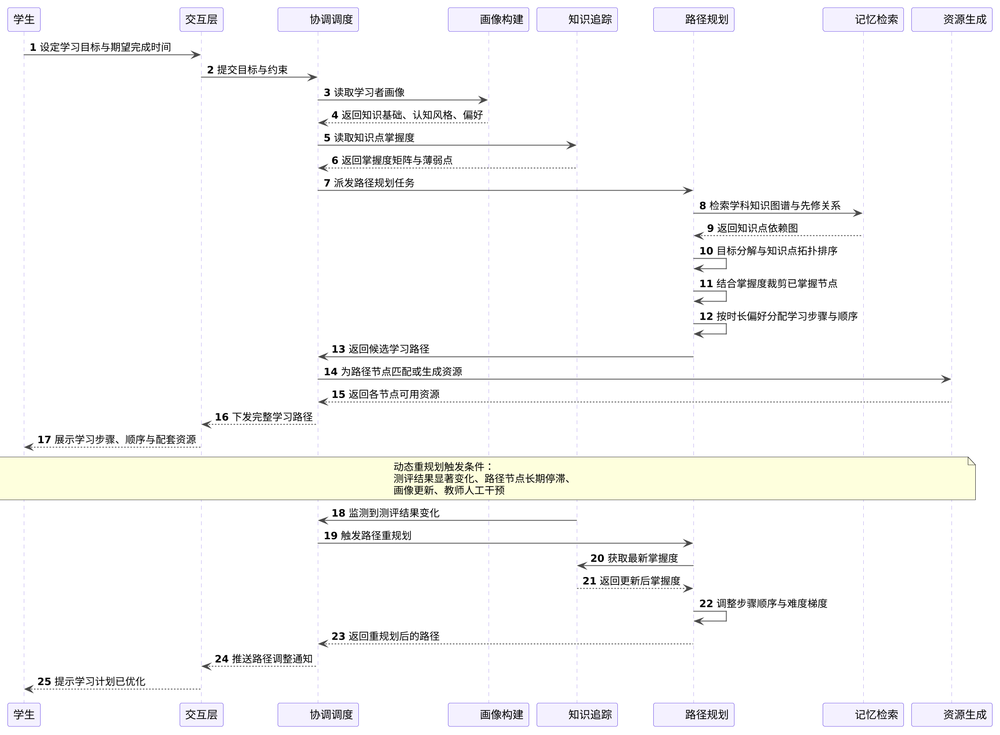 学生 交互层 协调调度 画像构建 知识追踪 路径规划 记忆检索 资源生成
1 设定学习目标与期望完成时间
2 提交目标与约束
3 读取学习者画像
4 返回知识基础、认知风格、偏好
5 读取知识点掌握度
6 返回掌握度矩阵与薄弱点
7 派发路径规划任务
8 检索学科知识图谱与先修关系
9 返回知识点依赖图
10 目标分解与知识点拓扑排序
11 结合掌握度裁剪已掌握节点
12 按时长偏好分配学习步骤与顺序
13 返回候选学习路径
14 为路径节点匹配或生成资源
15 返回各节点可用资源
16 下发完整学习路径
17 展示学习步骤、顺序与配套资源
动态重规划触发条件：
测评结果显著变化、路径节点长期停滞、
画像更新、教师人工干预
18 监测到测评结果变化
19 触发路径重规划
20 获取最新掌握度
21 返回更新后掌握度
22 调整步骤顺序与难度梯度
23 返回重规划后的路径
24 推送路径调整通知
25 提示学习计划已优化
学生 交互层 协调调度 画像构建 知识追踪 路径规划 记忆检索 资源生成